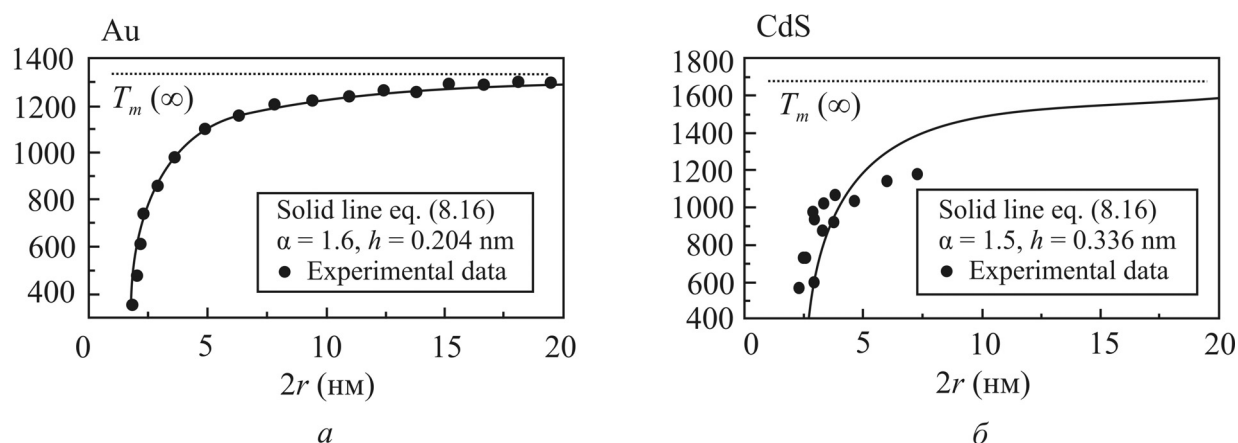 Au
1400
1300
1200
1000
800
600
400
T_m (∞)
Solid line eq. (8.16)
α = 1.6, h = 0.204 nm
● Experimental data
0 5 10 15 20
2r (нм)
а
CdS
1800
1600
1400
1200
1000
800
600
400
T_m (∞)
Solid line eq. (8.16)
α = 1.5, h = 0.336 nm
● Experimental data
0 5 10 15 20
2r (нм)
б